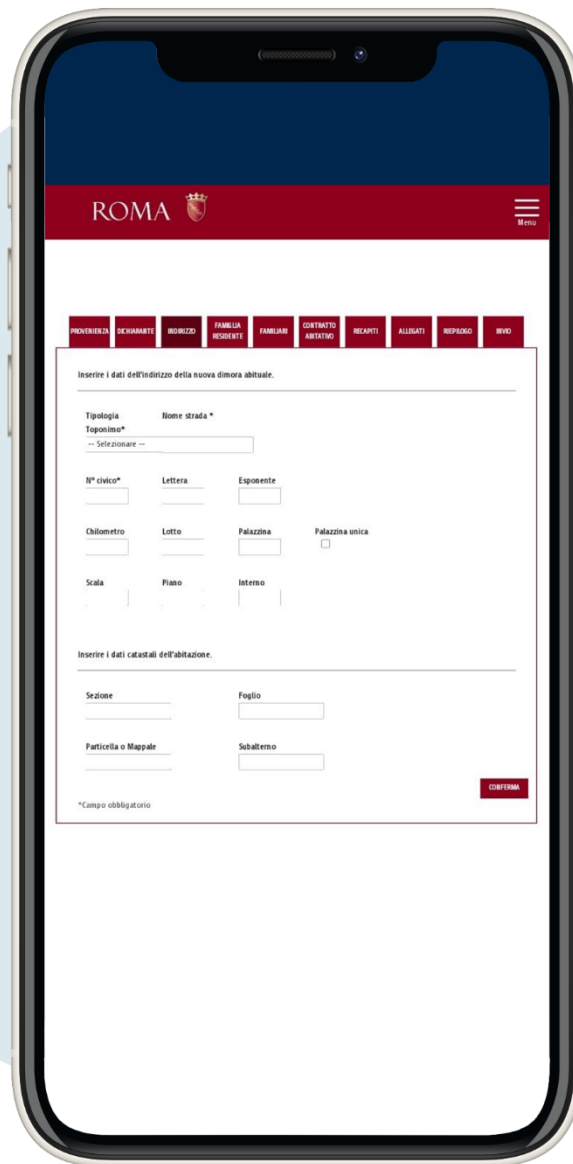 ROMA
Menu
PROVENIENZA DICHIARANTE INDIRIZZO FAMIGLIA RESIDENTE FAMILIARI CONTRATTO ABITATIVO RECAPITI ALLEGATI RIEPILOGO INVIO
Inserire i dati dell'indirizzo della nuova dimora abituale.
Tipologia Toponimo* Nome strada *
-- Selezionare --
N° civico* Lettera Esponente
Chilometro Lotto Palazzina Palazzina unica
Scala Piano Interno
Inserire i dati catastali dell'abitazione.
Sezione Foglio
Particella o Mappale Subalterno
CONFERMA
*Campo obbligatorio